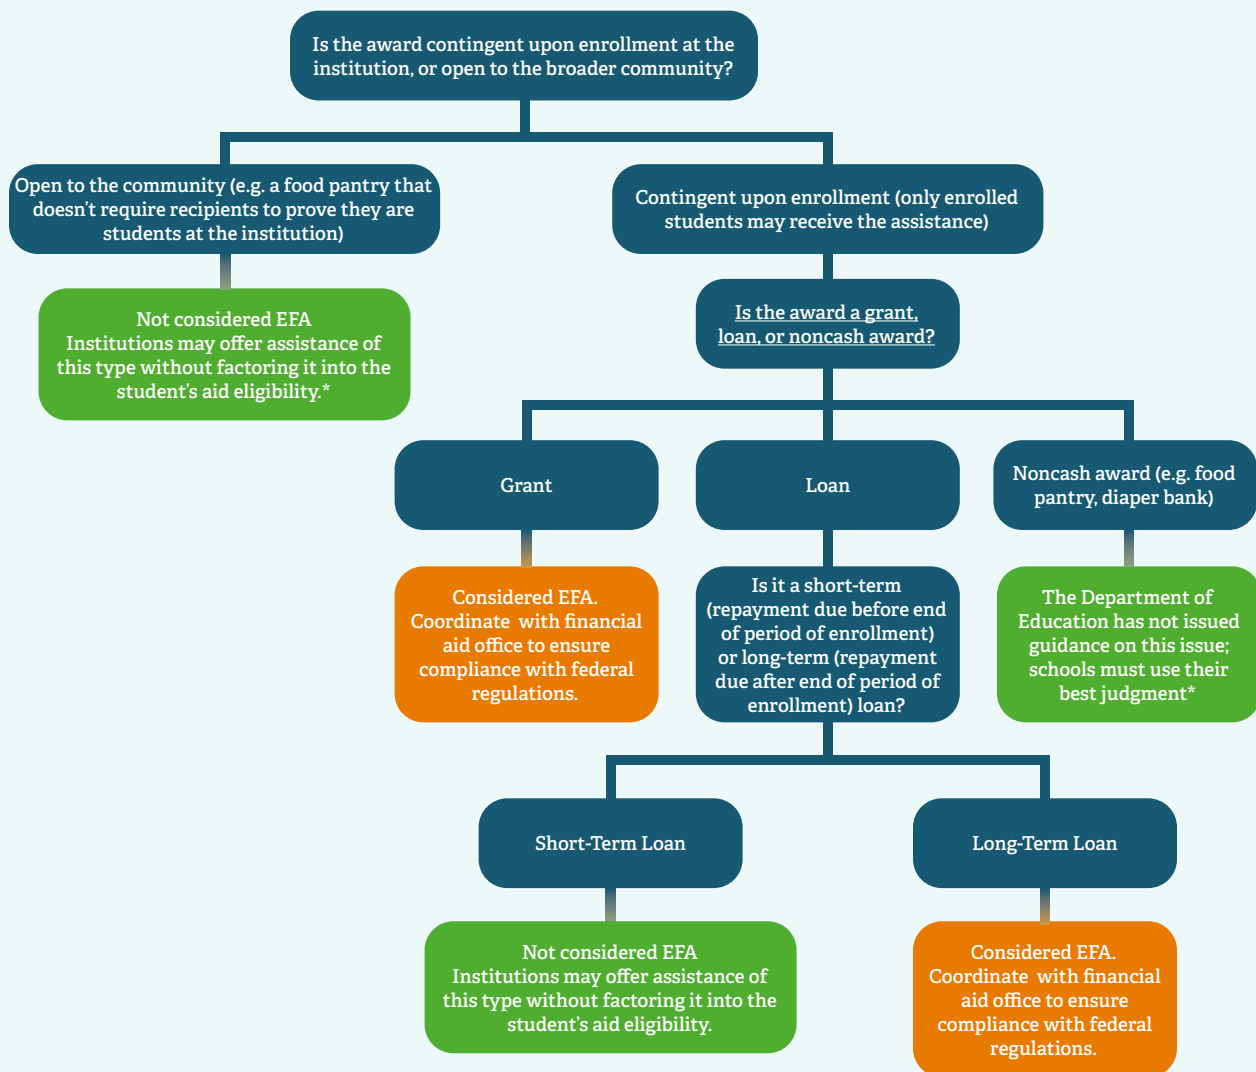 Is the award contingent upon enrollment at the
institution, or open to the broader community?
Open to the community (e.g. a food pantry that
doesn’t require recipients to prove they are
students at the institution)
Contingent upon enrollment (only enrolled
students may receive the assistance)
Not considered EFA
Institutions may offer assistance of
this type without factoring it into the
student’s aid eligibility.*
Is the award a grant,
loan, or noncash award?
Grant
Loan
Noncash award (e.g. food
pantry, diaper bank)
Considered EFA.
Coordinate with financial
aid office to ensure
compliance with federal
regulations.
Is it a short-term
(repayment due before end
of period of enrollment)
or long-term (repayment
due after end of period of
enrollment) loan?
The Department of
Education has not issued
guidance on this issue;
schools must use their
best judgment*
Short-Term Loan
Long-Term Loan
Not considered EFA
Institutions may offer assistance of
this type without factoring it into the
student’s aid eligibility.
Considered EFA.
Coordinate with financial
aid office to ensure
compliance with federal
regulations.